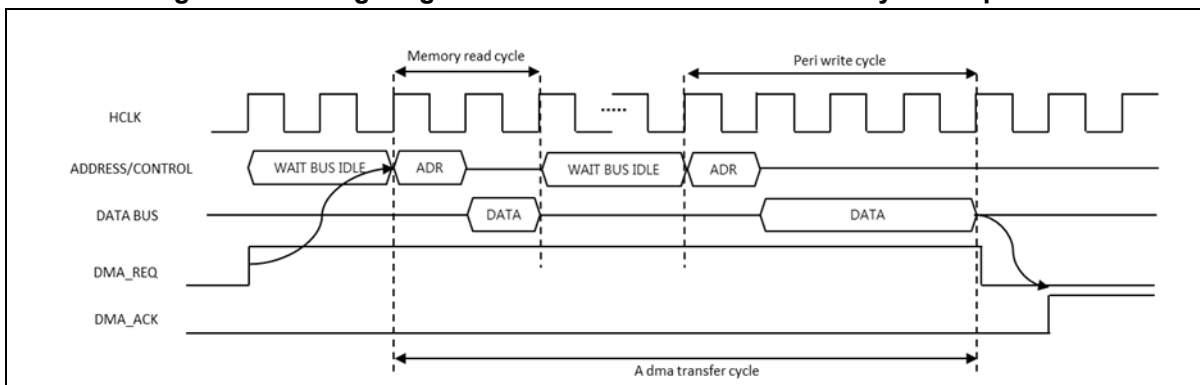 Memory read cycle
Peri write cycle
HCLK
.....
ADDRESS/CONTROL
WAIT BUS IDLE
ADR
WAIT BUS IDLE
ADR
DATA BUS
DATA
DATA
DMA_REQ
DMA_ACK
A dma transfer cycle